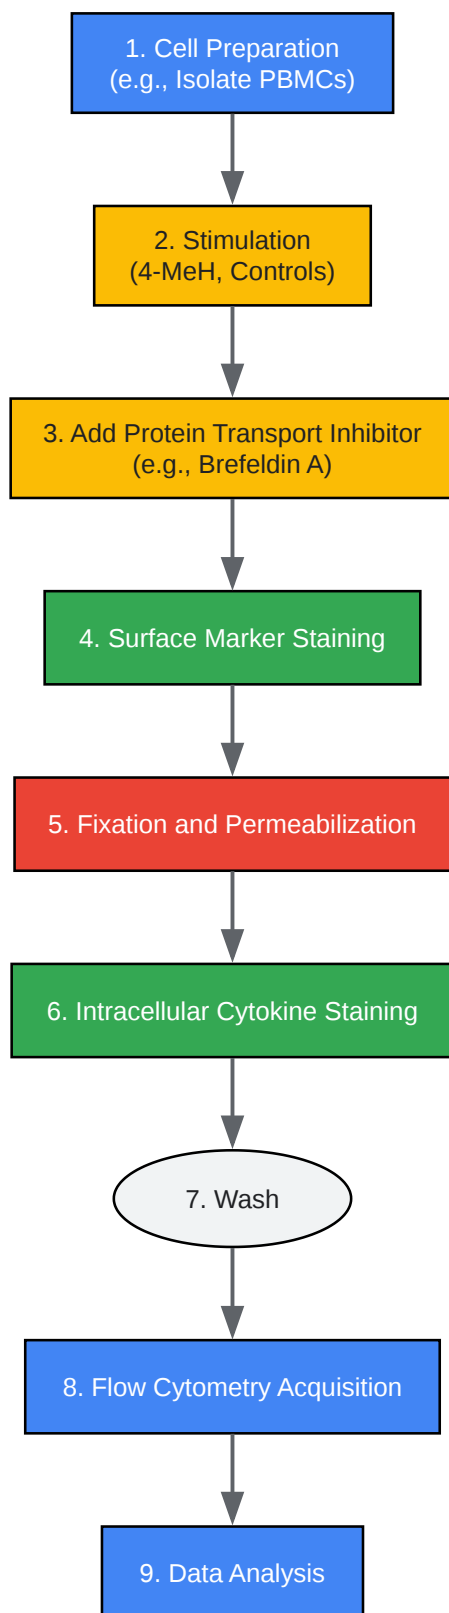 1. Cell Preparation
(e.g., Isolate PBMCs)
2. Stimulation
(4-MeH, Controls)
3. Add Protein Transport Inhibitor
(e.g., Brefeldin A)
4. Surface Marker Staining
5. Fixation and Permeabilization
6. Intracellular Cytokine Staining
7. Wash
8. Flow Cytometry Acquisition
9. Data Analysis